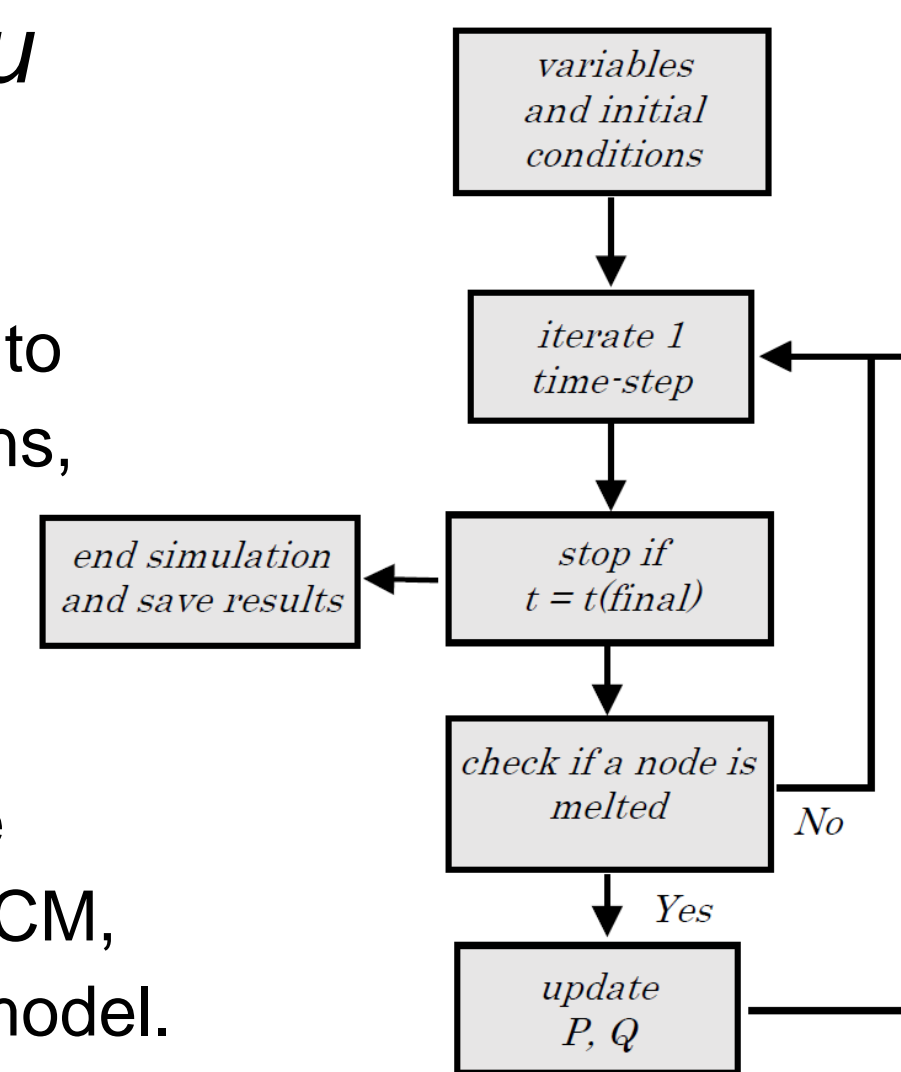 u
to
ns,
e
CM,
model.
variables
and initial
conditions
iterate 1
time-step
stop if
t = t(final)
end simulation
and save results
check if a node is
melted
No
Yes
update
P, Q